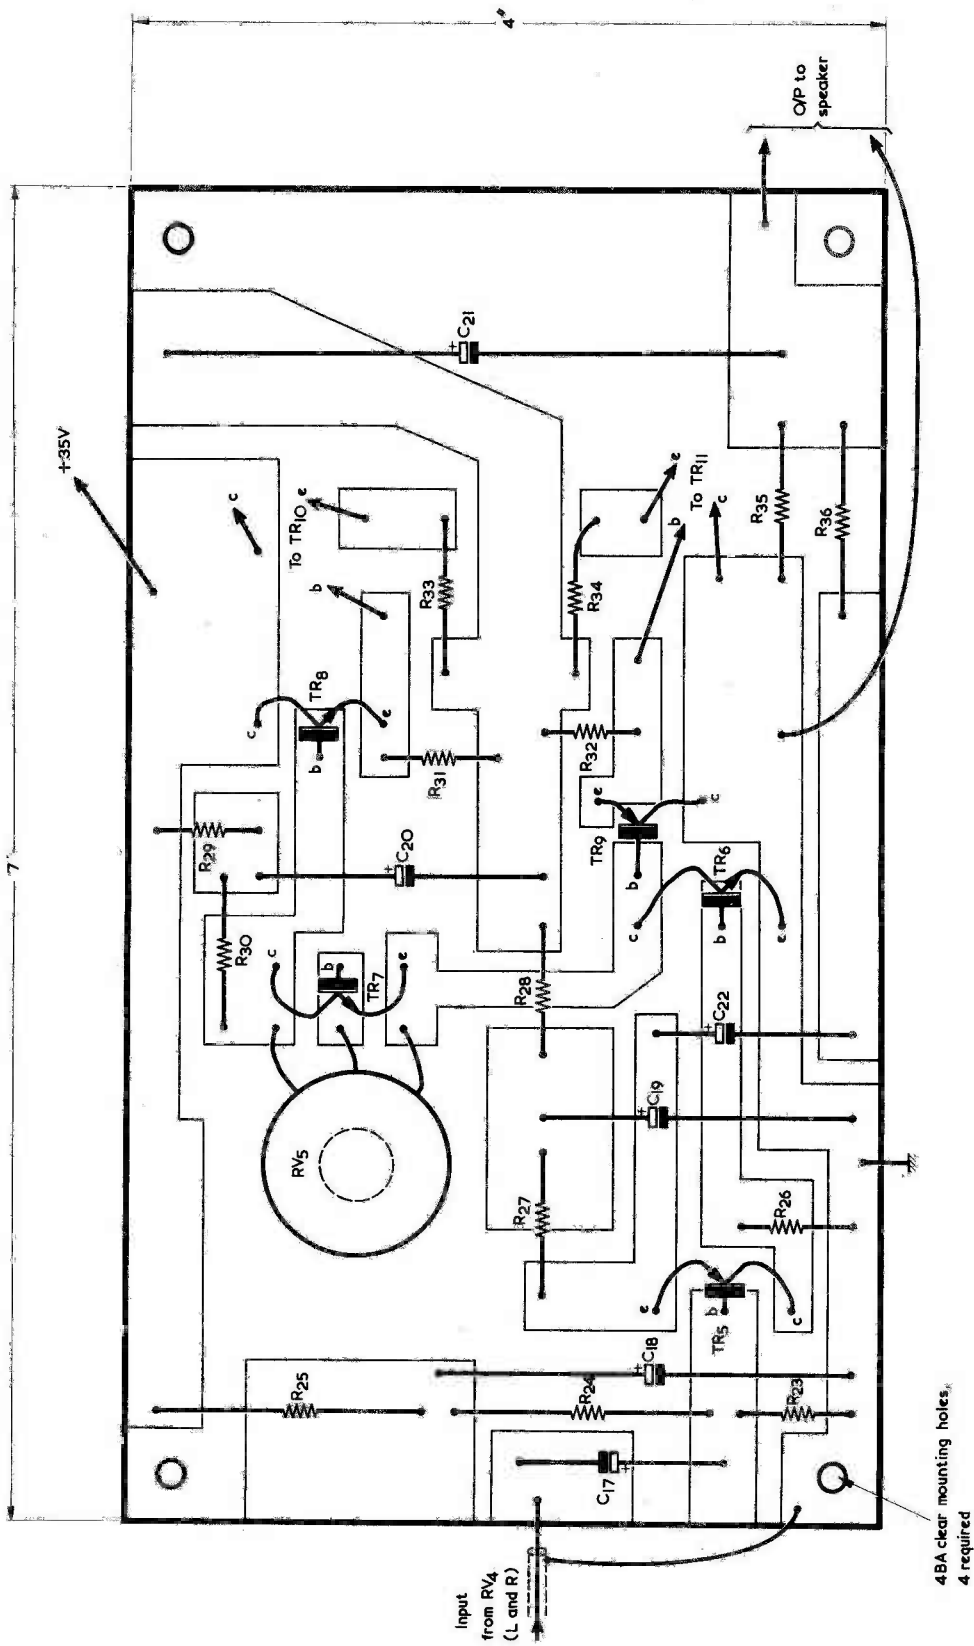 7"
4"
+35V
O/P to
speaker
C21
c
To TR10
e
b
R33
R34
e
b
To TR11
c
R35
R36
TR8
c
b
e
R31
R32
R29
R30
C20
e
TR9
b
c
TR6
c
b
e
c
b
TR7
e
R28
C22
C19
RV5
R27
R26
e
b
TR5
c
C18
R25
R24
R23
C17
+
+
+
+
+
+
Input
from RV4
(L and R)
4BA clear mounting holes,
4 required